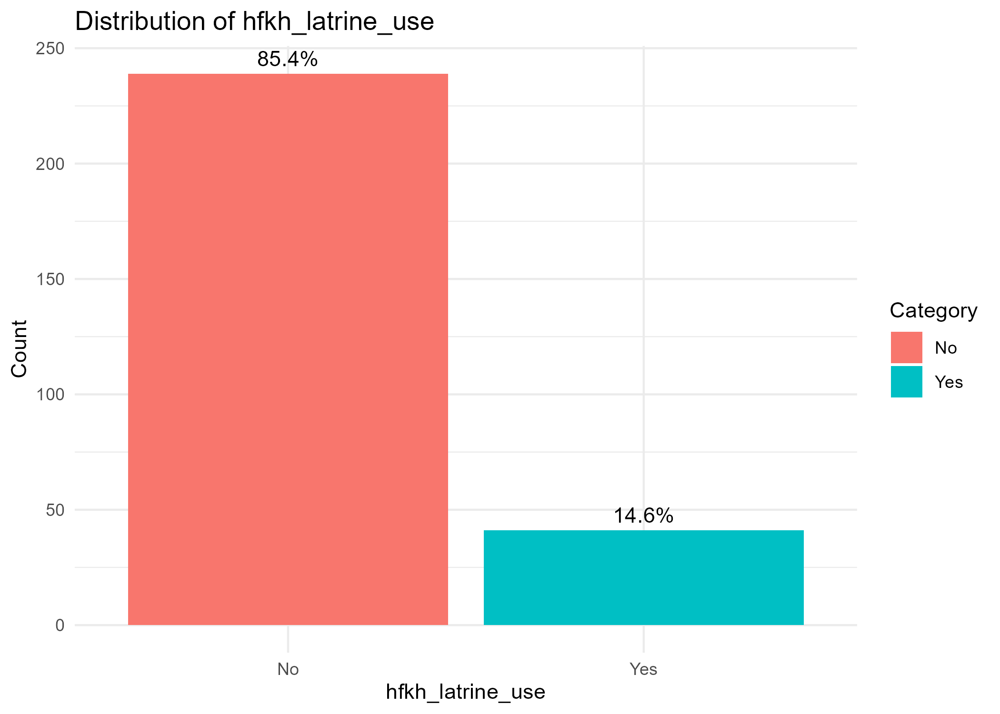 Distribution of hfkh_latrine_use
250
200
150
100
50
0
Count
85.4%
14.6%
No
Yes
hfkh_latrine_use
Category
No
Yes